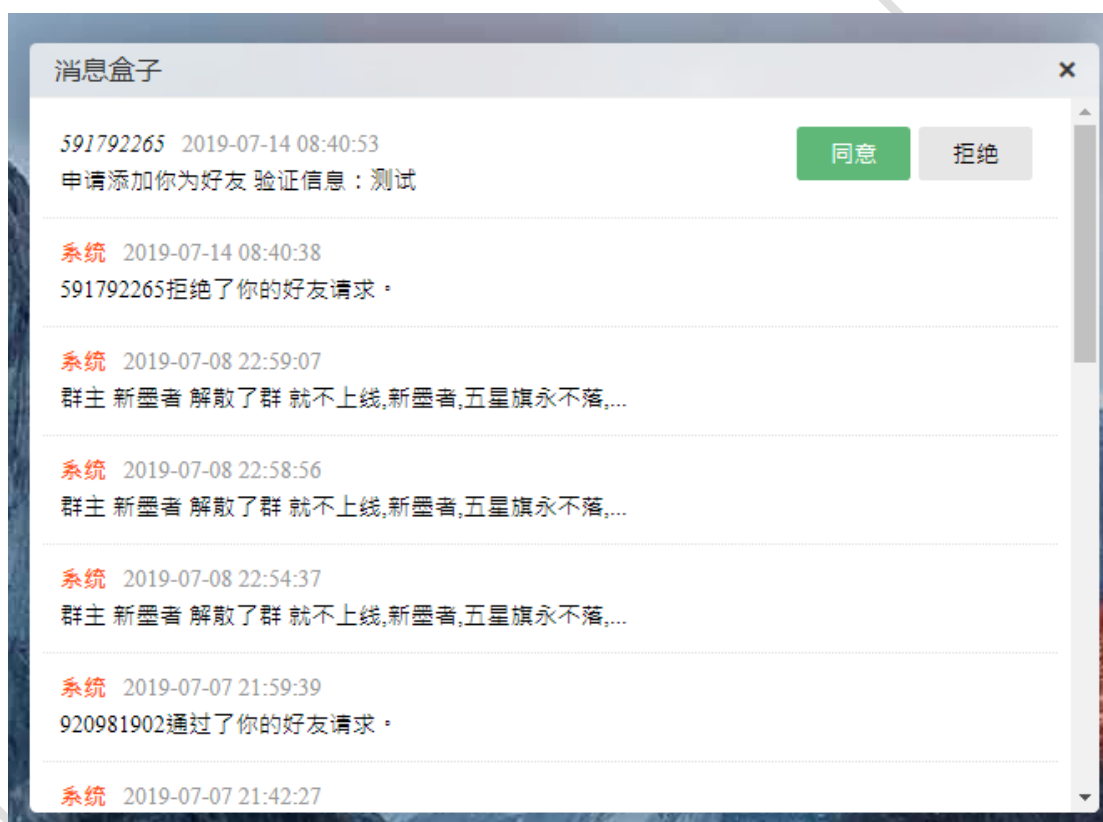 消息盒子 ×
591792265 2019-07-14 08:40:53
同意 拒绝
申请添加你为好友 验证信息：测试
系统 2019-07-14 08:40:38
591792265拒绝了你的好友请求。
系统 2019-07-08 22:59:07
群主 新墨者 解散了群 就不上线,新墨者,五星旗永不落,...
系统 2019-07-08 22:58:56
群主 新墨者 解散了群 就不上线,新墨者,五星旗永不落,...
系统 2019-07-08 22:54:37
群主 新墨者 解散了群 就不上线,新墨者,五星旗永不落,...
系统 2019-07-07 21:59:39
920981902通过了你的好友请求。
系统 2019-07-07 21:42:27